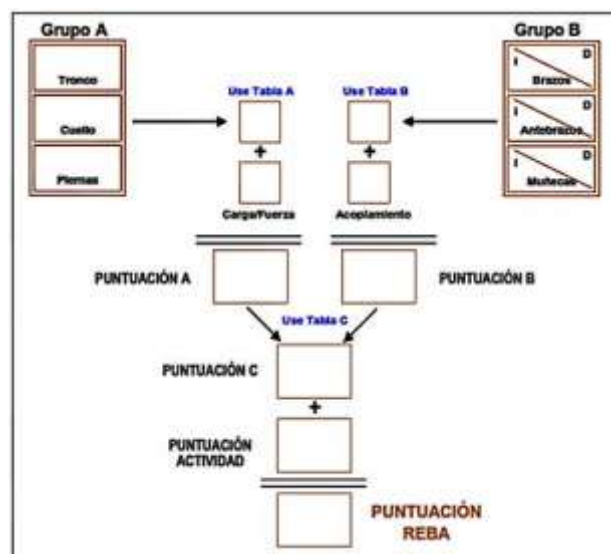 Grupo A
Tronco
Cuello
Piernas
Grupo B
I D
Brazos
I D
Antebrazos
I D
Muñecas
Use Tabla A
Use Tabla B
+
+
Carga/Fuerza
Acoplamiento
PUNTUACIÓN A
PUNTUACIÓN B
Use Tabla C
PUNTUACIÓN C
+
PUNTUACIÓN
ACTIVIDAD
PUNTUACIÓN
REBA